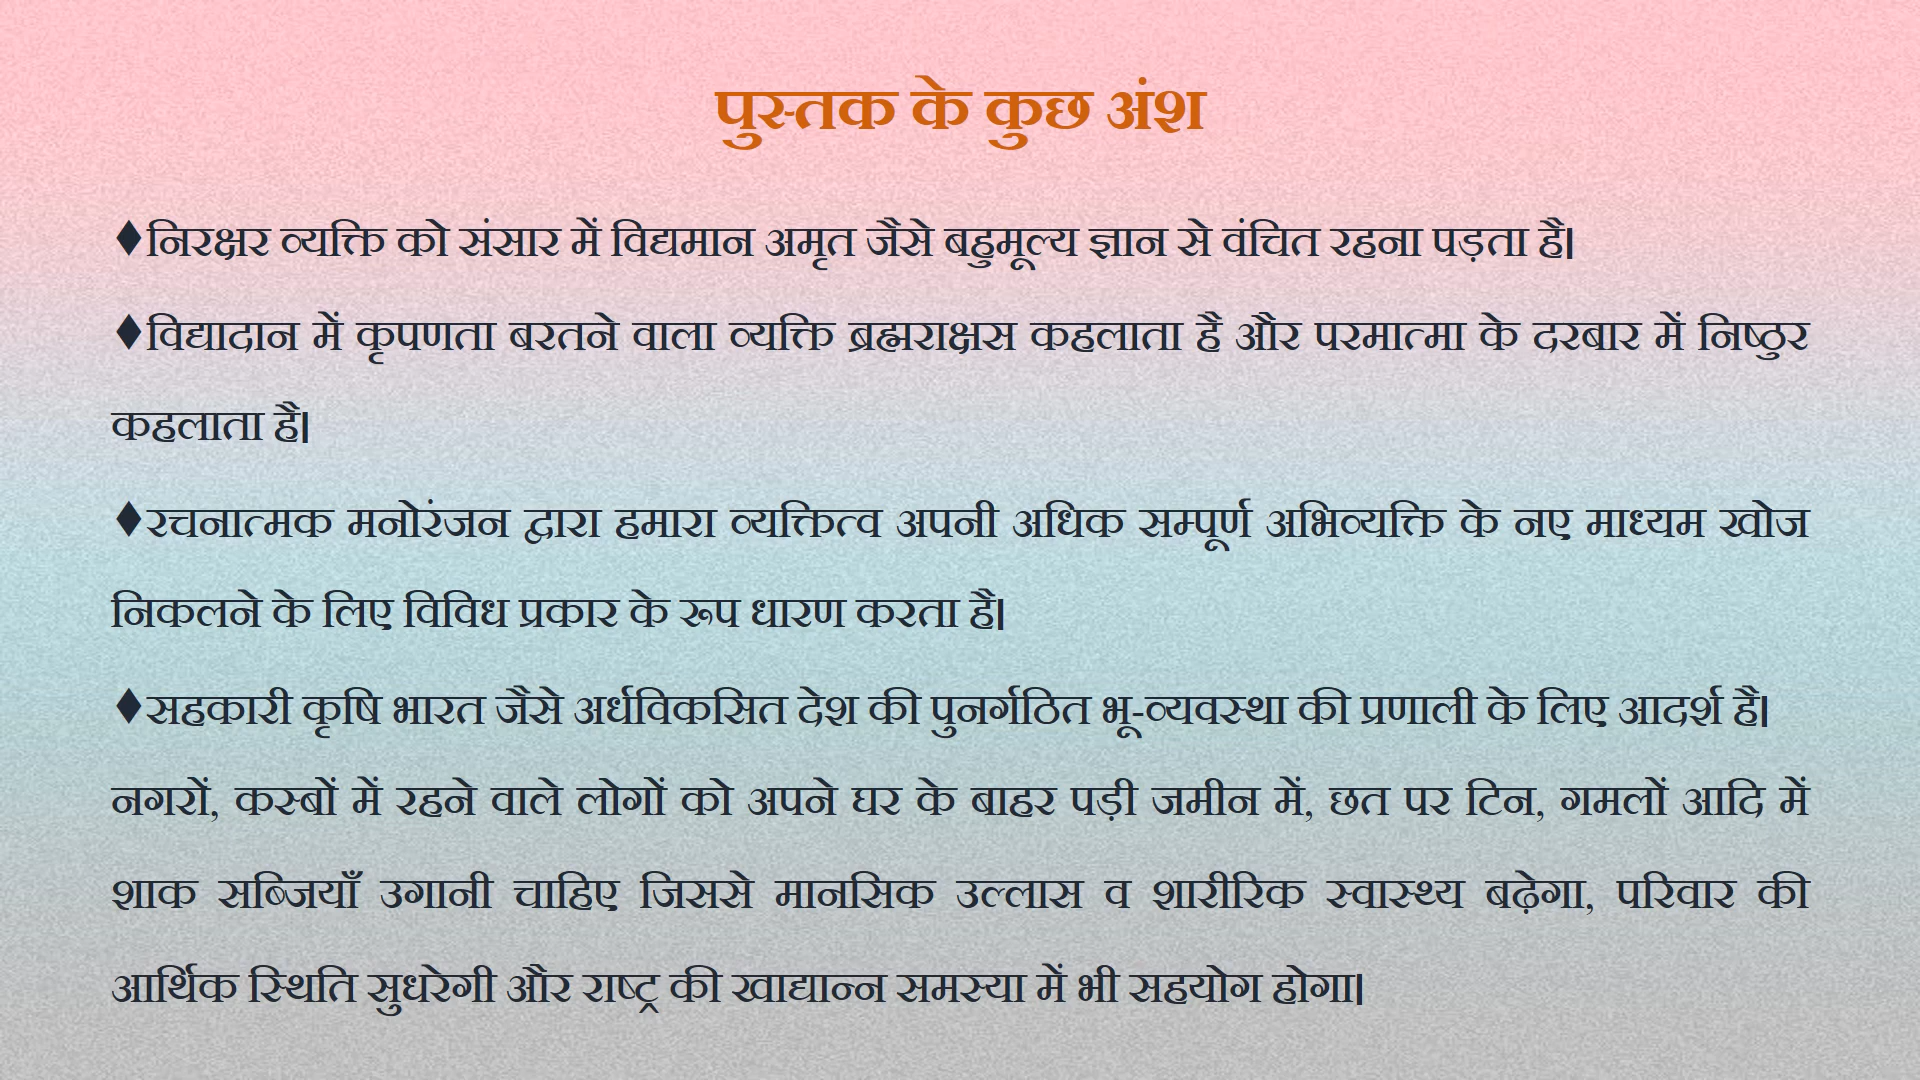 पुस्तक के कुछ अंश
♦निरक्षर व्यक्ति को संसार में विद्यमान अमृत जैसे बहुमूल्य ज्ञान से वंचित रहना पड़ता है।
♦विद्यादान में कृपणता बरतने वाला व्यक्ति ब्रह्मराक्षस कहलाता है और परमात्मा के दरबार में निष्ठुर
कहलाता है।
♦रचनात्मक मनोरंजन द्वारा हमारा व्यक्तित्व अपनी अधिक सम्पूर्ण अभिव्यक्ति के नए माध्यम खोज
निकलने के लिए विविध प्रकार के रूप धारण करता है।
♦सहकारी कृषि भारत जैसे अर्धविकसित देश की पुनर्गठित भू-व्यवस्था की प्रणाली के लिए आदर्श है।
नगरों, कस्बों में रहने वाले लोगों को अपने घर के बाहर पड़ी जमीन में, छत पर टिन, गमलों आदि में
शाक सब्जियाँ उगानी चाहिए जिससे मानसिक उल्लास व शारीरिक स्वास्थ्य बढ़ेगा, परिवार की
आर्थिक स्थिति सुधरेगी और राष्ट्र की खाद्यान्न समस्या में भी सहयोग होगा।